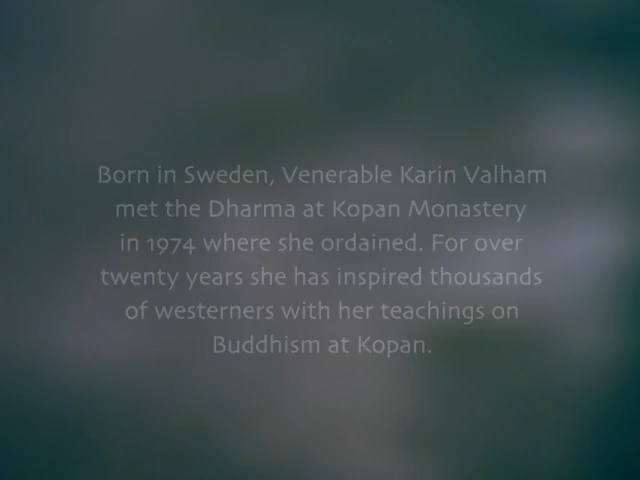 Born in Sweden, Venerable Karin Valham
met the Dharma at Kopan Monastery
in 1974 where she ordained. For over
twenty years she has inspired thousands
of westerners with her teachings on
Buddhism at Kopan.